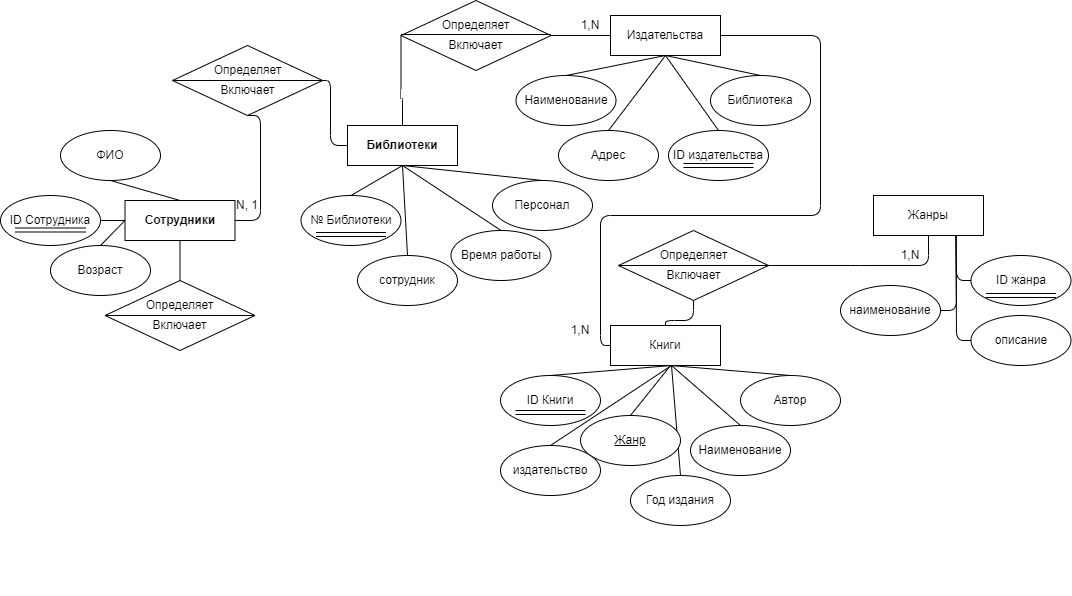 Определяет
Включает
1,N
Издательства
Определяет
Включает
Наименование
Библиотека
Библиотеки
ФИО
Адрес
ID издательства
Персонал
N, 1
ID Сотрудника
Сотрудники
№ Библиотеки
Жанры
Время работы
Определяет
Включает
1,N
Возраст
сотрудник
ID жанра
Определяет
Включает
наименование
1,N
Книги
описание
ID Книги
Автор
Жанр
Наименование
издательство
Год издания